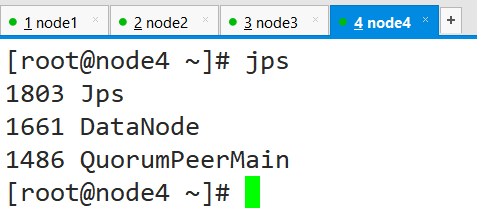 1 node1 × 2 node2 × 3 node3 × 4 node4 × +
[root@node4 ~]# jps
1803 Jps
1661 DataNode
1486 QuorumPeerMain
[root@node4 ~]#